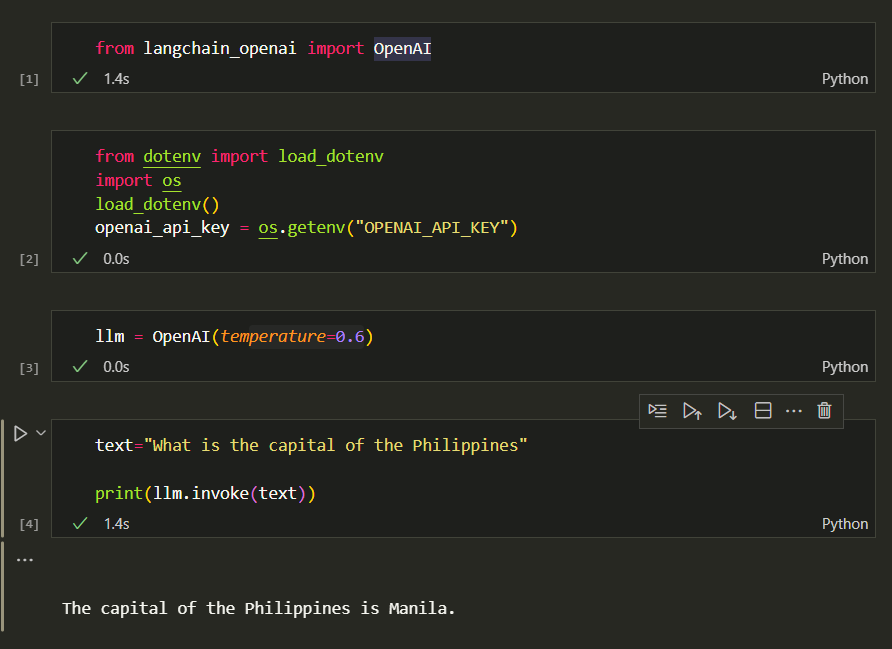 from langchain_openai import OpenAI
[1]
1.4s
Python
from dotenv import load_dotenv
import os
load_dotenv()
openai_api_key = os.getenv("OPENAI_API_KEY")
[2]
0.0s
Python
llm = OpenAI(temperature=0.6)
[3]
0.0s
Python
text="What is the capital of the Philippines"
print(llm.invoke(text))
[4]
1.4s
Python
The capital of the Philippines is Manila.